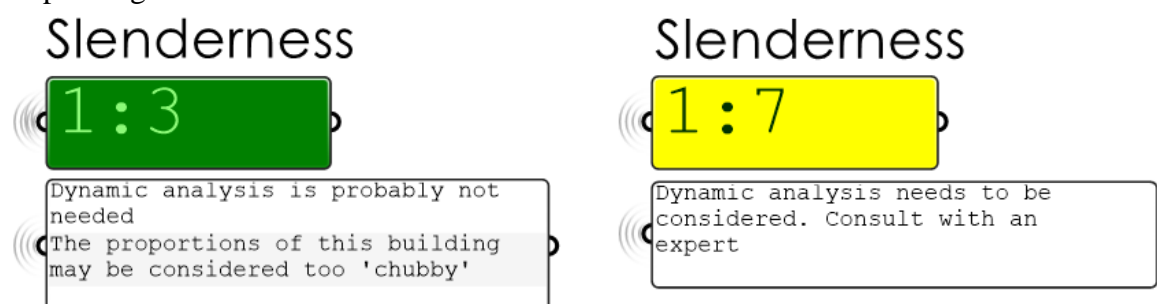 Slenderness
1:3
Dynamic analysis is probably not
needed
The proportions of this building
may be considered too 'chubby'
Slenderness
1:7
Dynamic analysis needs to be
considered. Consult with an
expert